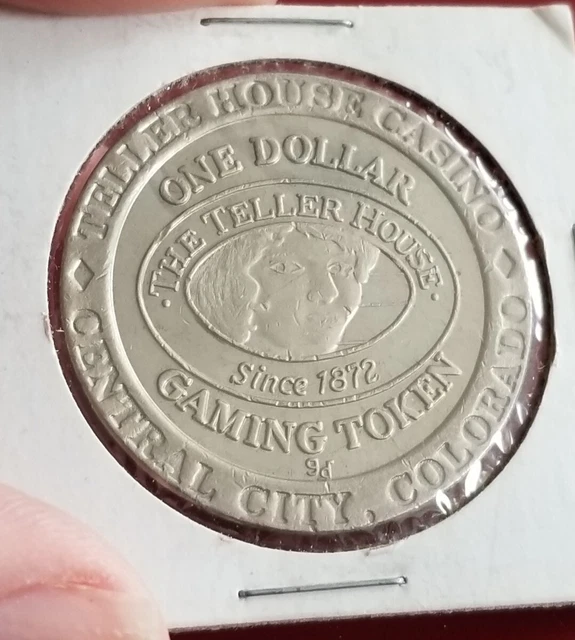 TELLER HOUSE CASINO
ONE DOLLAR
·THE TELLER HOUSE·
Since 1872
GAMING TOKEN
CENTRAL CITY, COLORADO